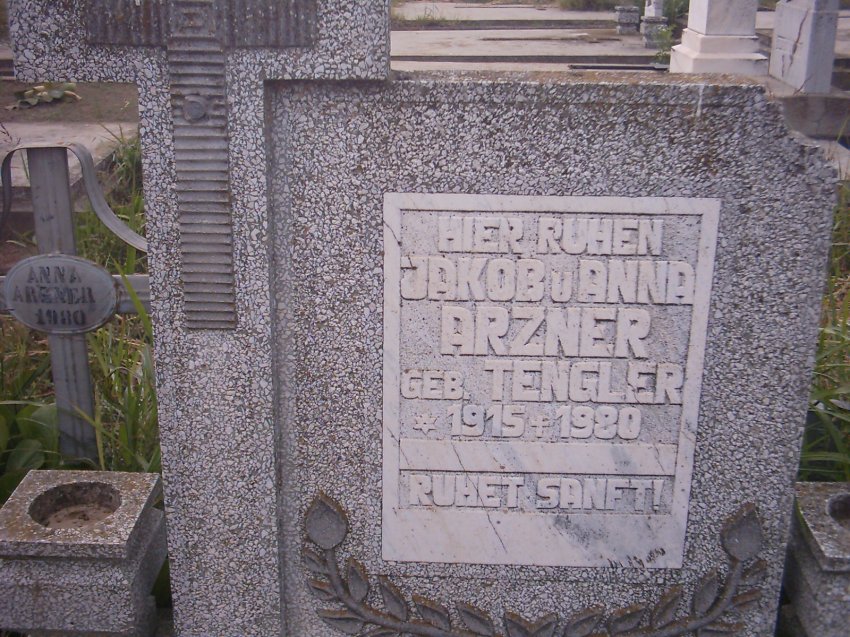 HIER RUHEN
JAKOB U ANNA
ARZNER
GEB. TENGLER
* 1915 + 1980
RUHET SANFT!
ANNA
ARZNER
1980